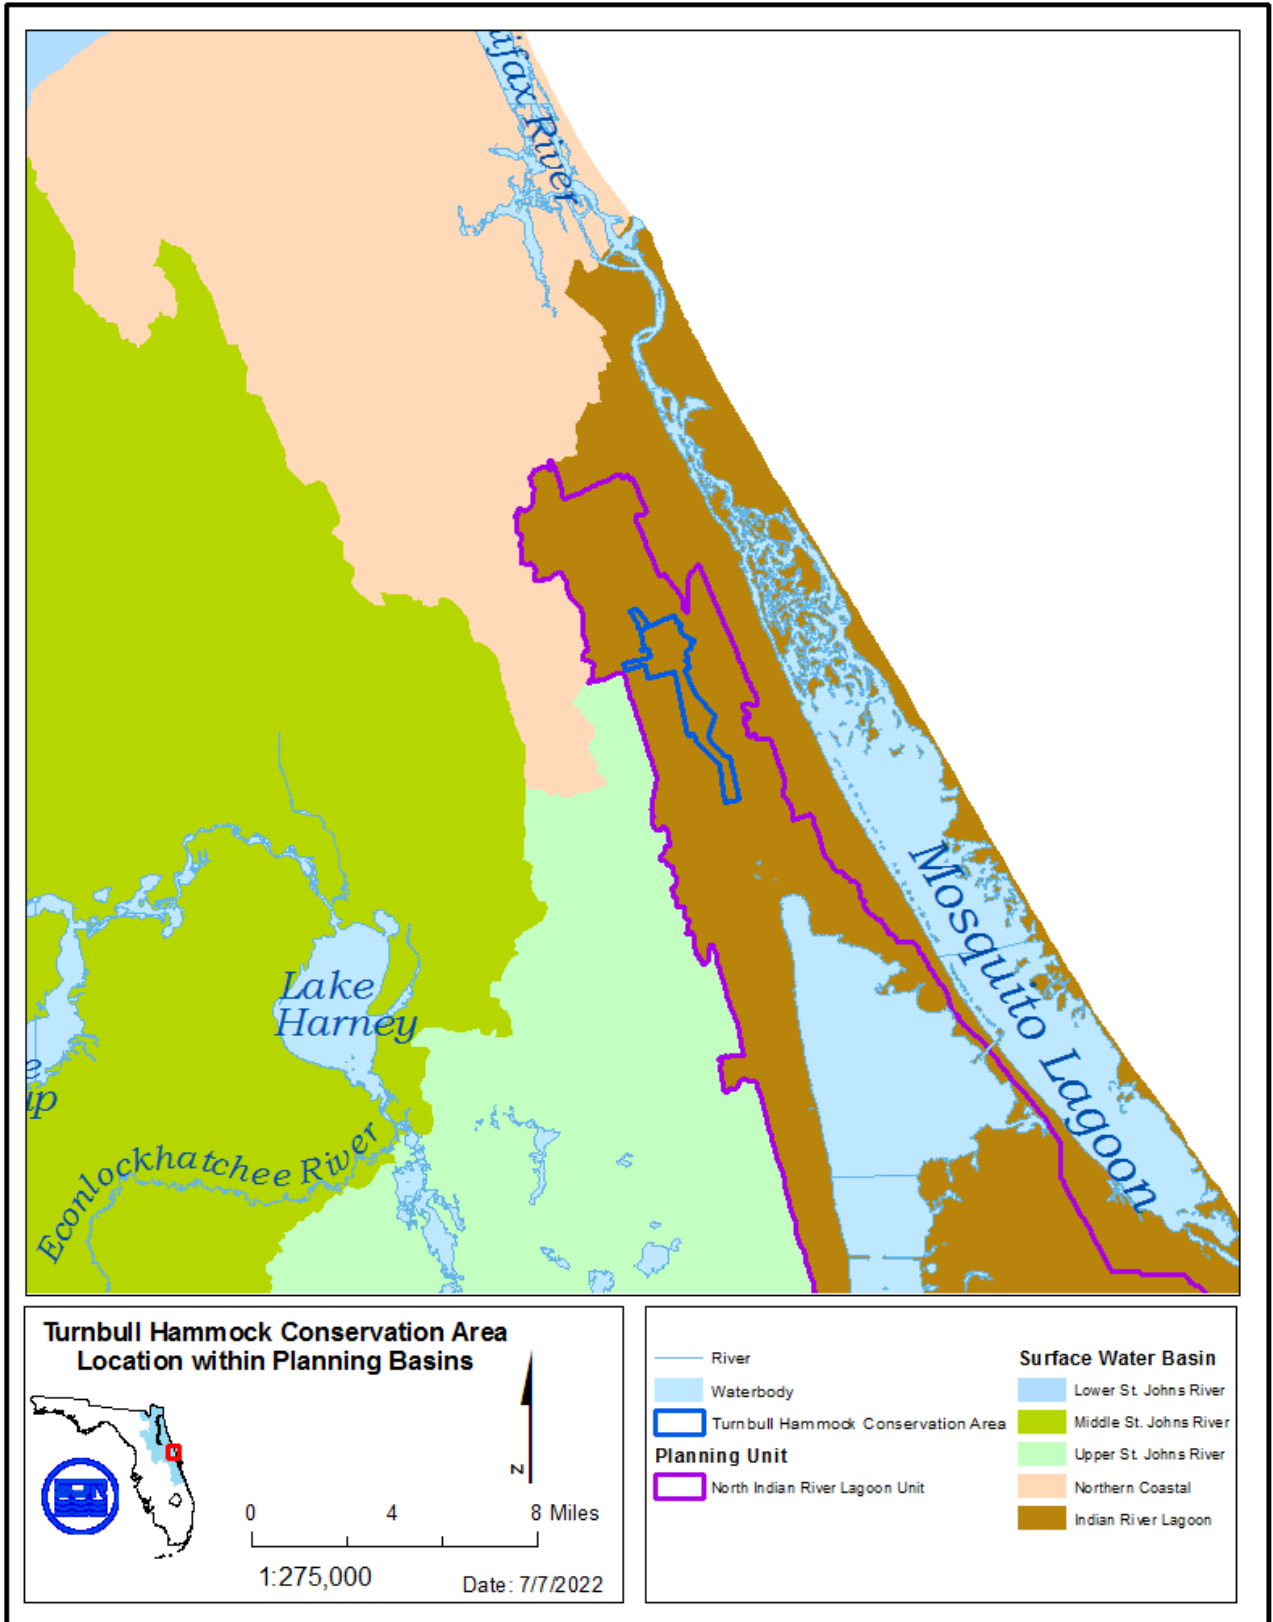 ifax River
Mosquito Lagoon
Lake
Harney
e
up
Econlockhatchee River
Turnbull Hammock Conservation Area
Location within Planning Basins
N
0 4 8 Miles
1:275,000
Date: 7/7/2022
River
Waterbody
Turnbull Hammock Conservation Area
Planning Unit
North Indian River Lagoon Unit
Surface Water Basin
Lower St. Johns River
Middle St. Johns River
Upper St. Johns River
Northern Coastal
Indian River Lagoon